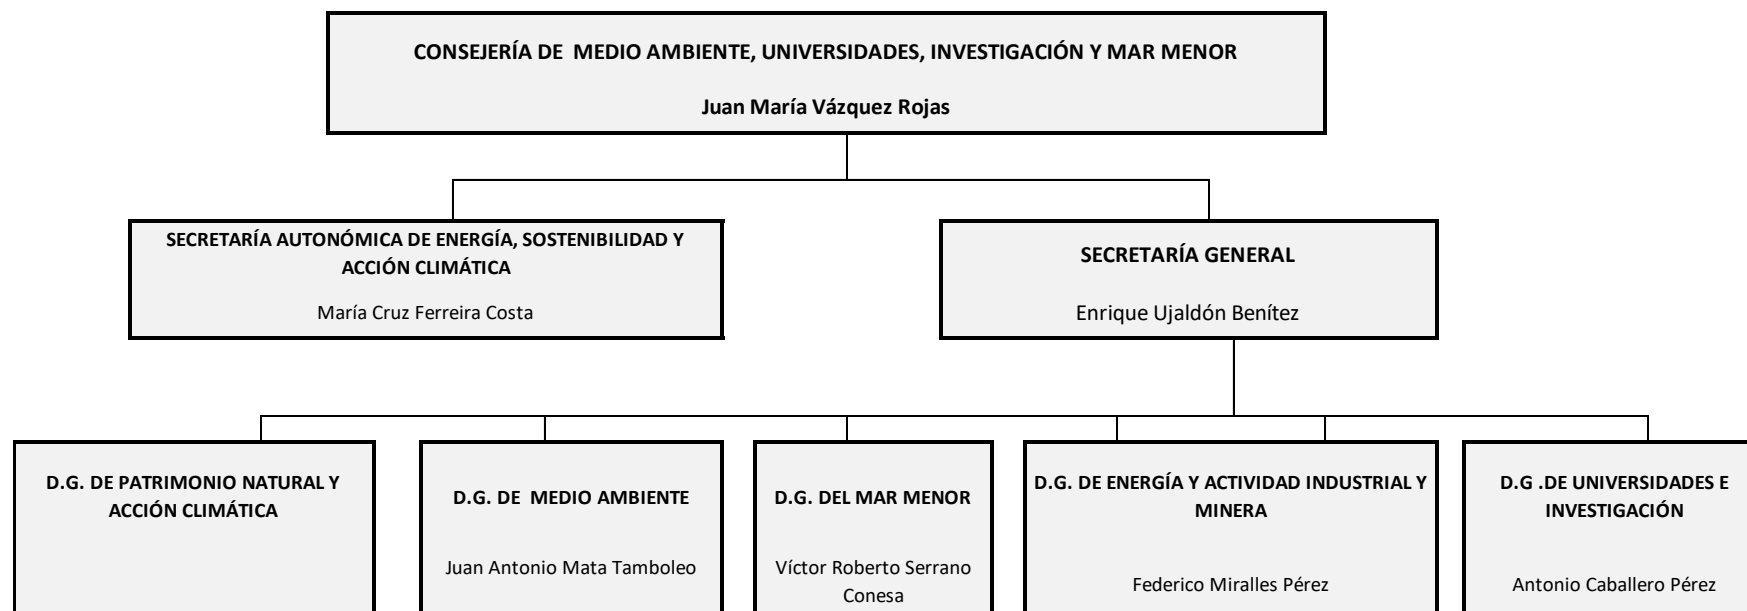 CONSEJERÍA DE  MEDIO AMBIENTE, UNIVERSIDADES, INVESTIGACIÓN Y MAR MENOR
Juan María Vázquez Rojas
SECRETARÍA AUTONÓMICA DE ENERGÍA, SOSTENIBILIDAD Y
ACCIÓN CLIMÁTICA
María Cruz Ferreira Costa
SECRETARÍA GENERAL
Enrique Ujaldón Benítez
D.G. DE PATRIMONIO NATURAL Y
ACCIÓN CLIMÁTICA
D.G. DE  MEDIO AMBIENTE
Juan Antonio Mata Tamboleo
D.G. DEL MAR MENOR
Víctor Roberto Serrano
Conesa
D.G. DE ENERGÍA Y ACTIVIDAD INDUSTRIAL Y
MINERA
Federico Miralles Pérez
D.G .DE UNIVERSIDADES E
INVESTIGACIÓN
Antonio Caballero Pérez